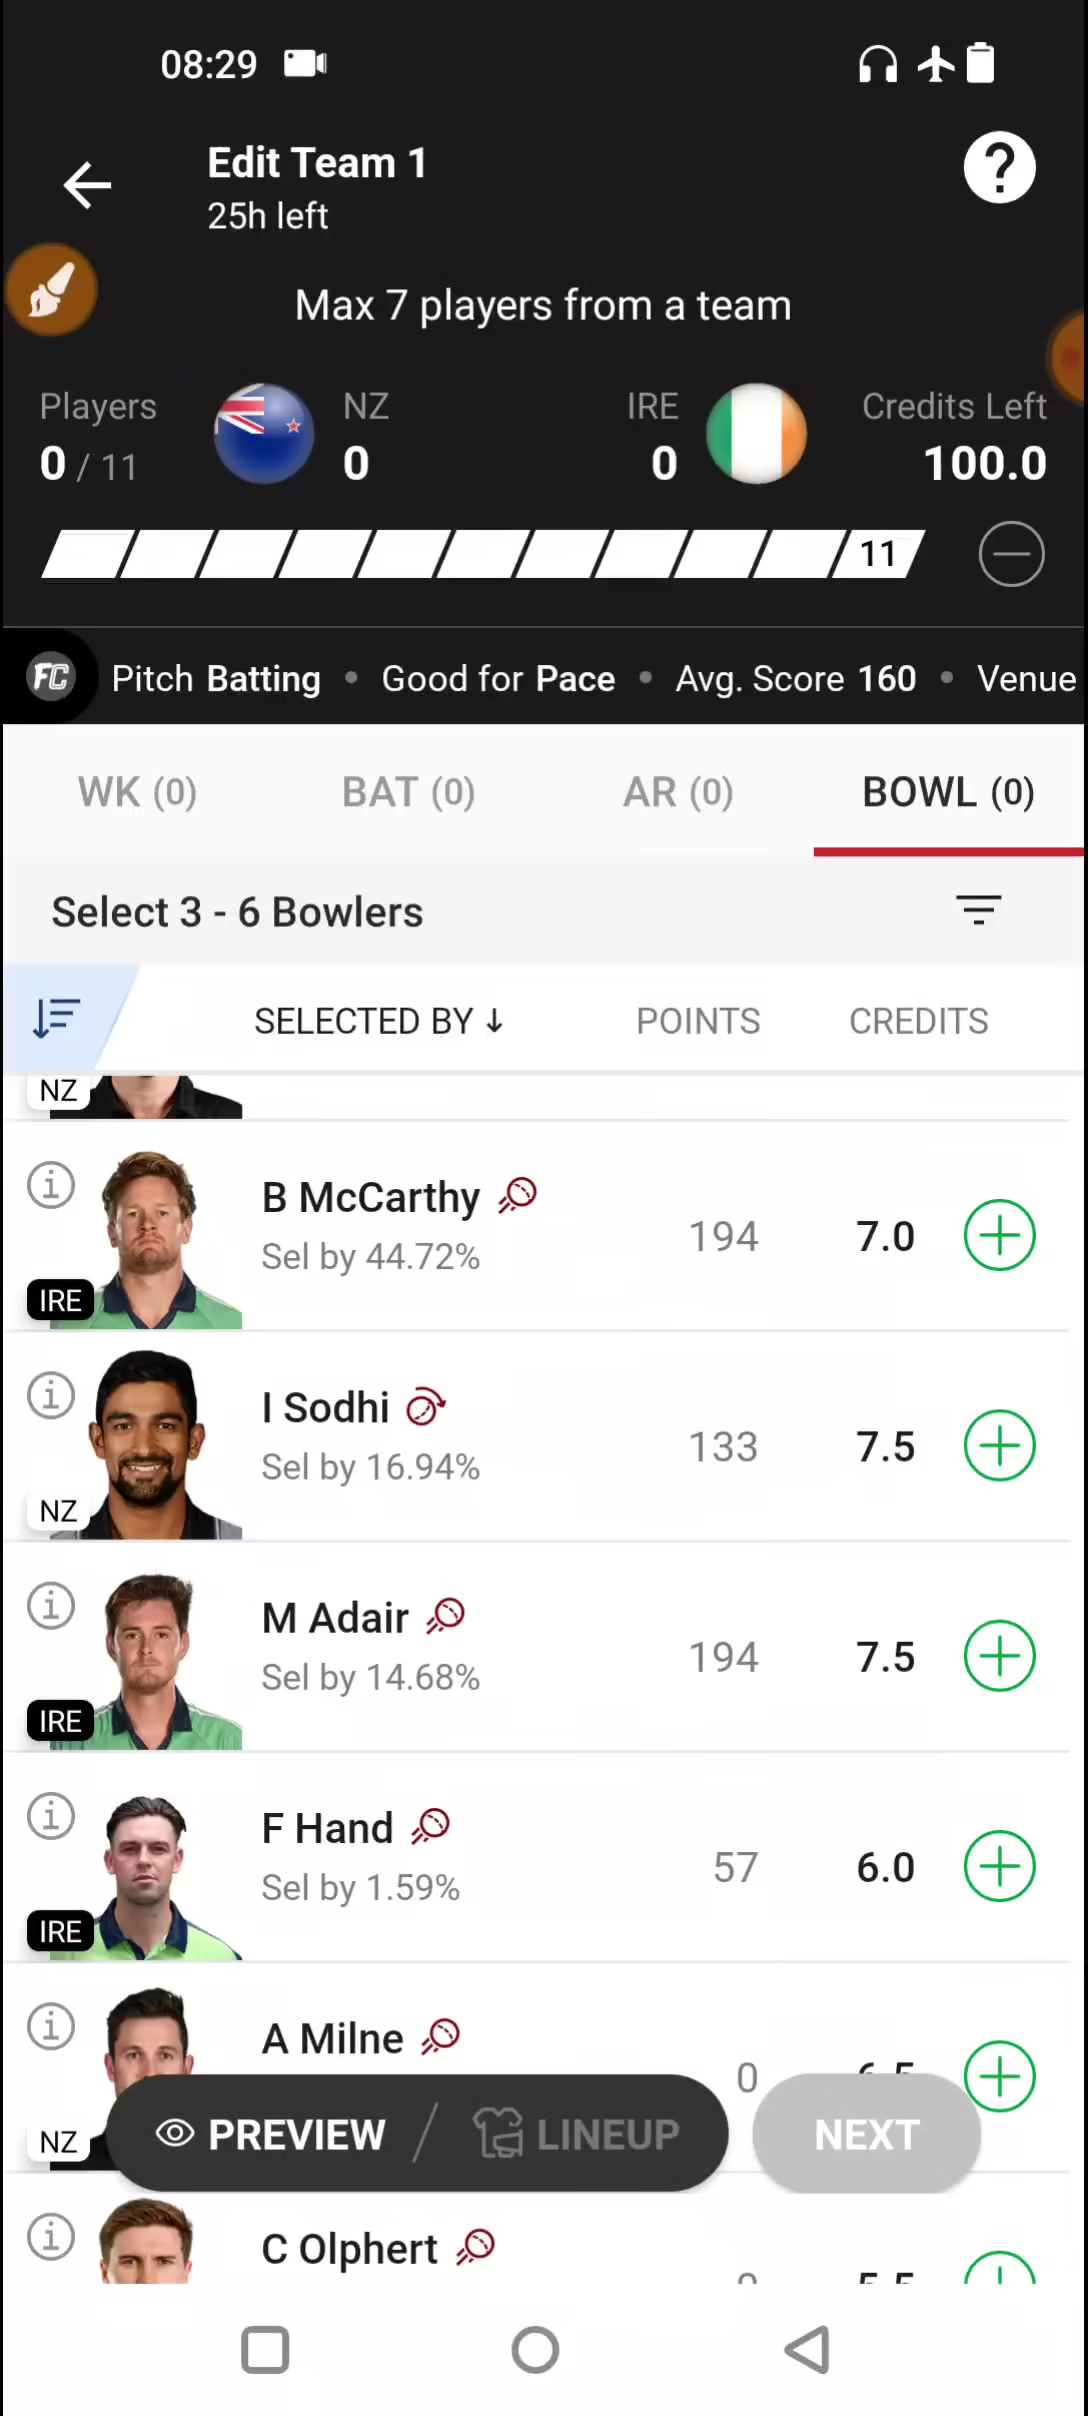 08:29
Edit Team 1
25h left
Max 7 players from a team
Players NZ IRE Credits Left
0 / 11 0 0 100.0
11
FC Pitch Batting • Good for Pace • Avg. Score 160 • Venue
WK (0) BAT (0) AR (0) BOWL (0)
Select 3 - 6 Bowlers
SELECTED BY ↓ POINTS CREDITS
NZ
B McCarthy
Sel by 44.72%
194 7.0
IRE
I Sodhi
Sel by 16.94%
133 7.5
NZ
M Adair
Sel by 14.68%
194 7.5
IRE
F Hand
Sel by 1.59%
57 6.0
IRE
A Milne
0 6.5
NZ
PREVIEW / LINEUP NEXT
C Olphert